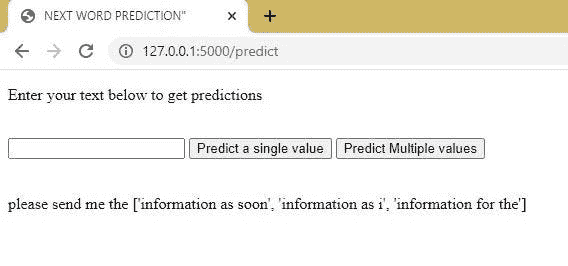 NEXT WORD PREDICTION"
127.0.0.1:5000/predict
Enter your text below to get predictions
Predict a single value Predict Multiple values
please send me the ['information as soon', 'information as i', 'information for the']